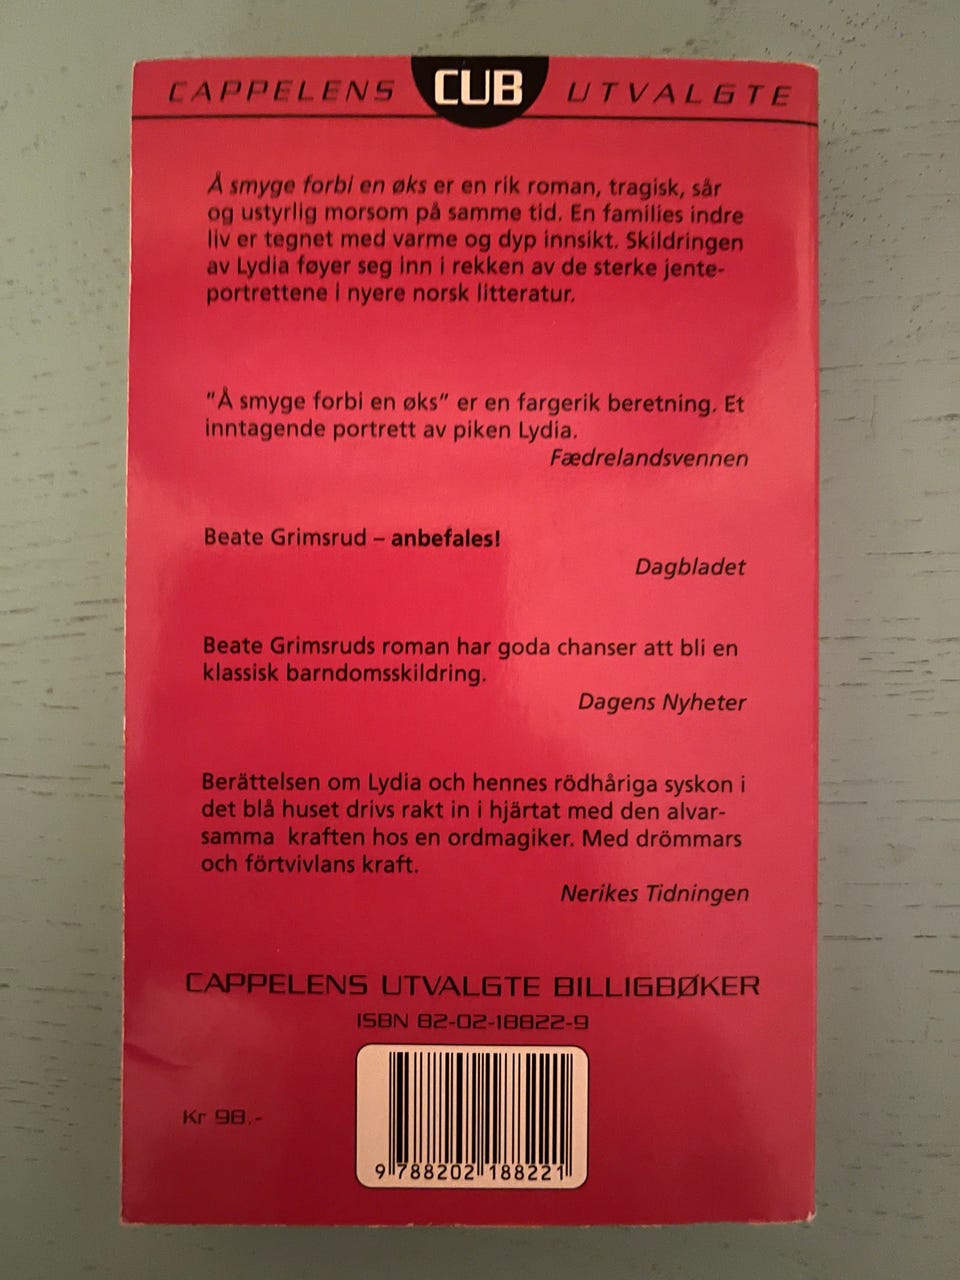 CAPPELENS CUB UTVALGTE
Å smyge forbi en øks er en rik roman, tragisk, sår
og ustyrlig morsom på samme tid. En families indre
liv er tegnet med varme og dyp innsikt. Skildringen
av Lydia føyer seg inn i rekken av de sterke jente-
portrettene i nyere norsk litteratur.
"Å smyge forbi en øks" er en fargerik beretning. Et
inntagende portrett av piken Lydia.
Fædrelandsvennen
Beate Grimsrud – anbefales!
Dagbladet
Beate Grimsruds roman har goda chanser att bli en
klassisk barndomsskildring.
Dagens Nyheter
Berättelsen om Lydia och hennes rödhåriga syskon i
det blå huset drivs rakt in i hjärtat med den alvar-
samma kraften hos en ordmagiker. Med drömmars
och förtvivlans kraft.
Nerikes Tidningen
CAPPELENS UTVALGTE BILLIGBØKER
ISBN 82-02-18822-9
Kr 98,-
9 788202 188221